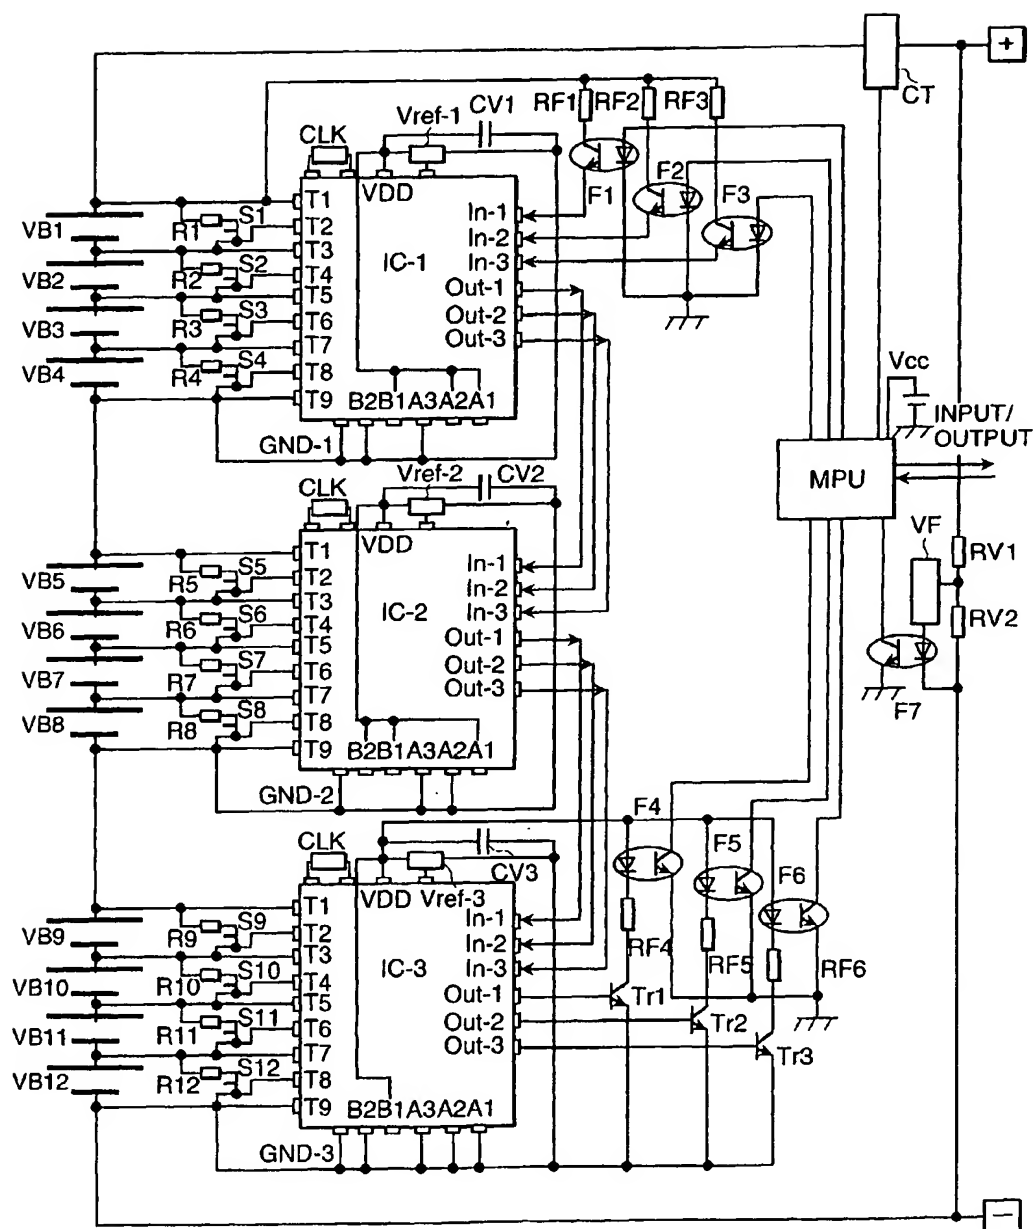 +
CT
RF1 RF2 RF3
CV1
Vref-1
CLK
VDD
F1
F2
F3
VB1
VB2
VB3
VB4
R1
R2
R3
R4
S1
S2
S3
S4
T1
T2
T3
T4
T5
T6
T7
T8
T9
IC-1
In-1
In-2
In-3
Out-1
Out-2
Out-3
B2B1A3A2A1
GND-1
Vcc
INPUT/
OUTPUT
MPU
VF
RV1
RV2
F7
CV2
Vref-2
CLK
VDD
VB5
VB6
VB7
VB8
R5
R6
R7
R8
S5
S6
S7
S8
T1
T2
T3
T4
T5
T6
T7
T8
T9
IC-2
In-1
In-2
In-3
Out-1
Out-2
Out-3
B2B1A3A2A1
GND-2
CLK
VDD
Vref-3
CV3
F4
F5
F6
VB9
VB10
VB11
VB12
R9
R10
R11
R12
S9
S10
S11
S12
T1
T2
T3
T4
T5
T6
T7
T8
T9
IC-3
In-1
In-2
In-3
Out-1
Out-2
Out-3
B2B1A3A2A1
GND-3
RF4
RF5
RF6
Tr1
Tr2
Tr3
−